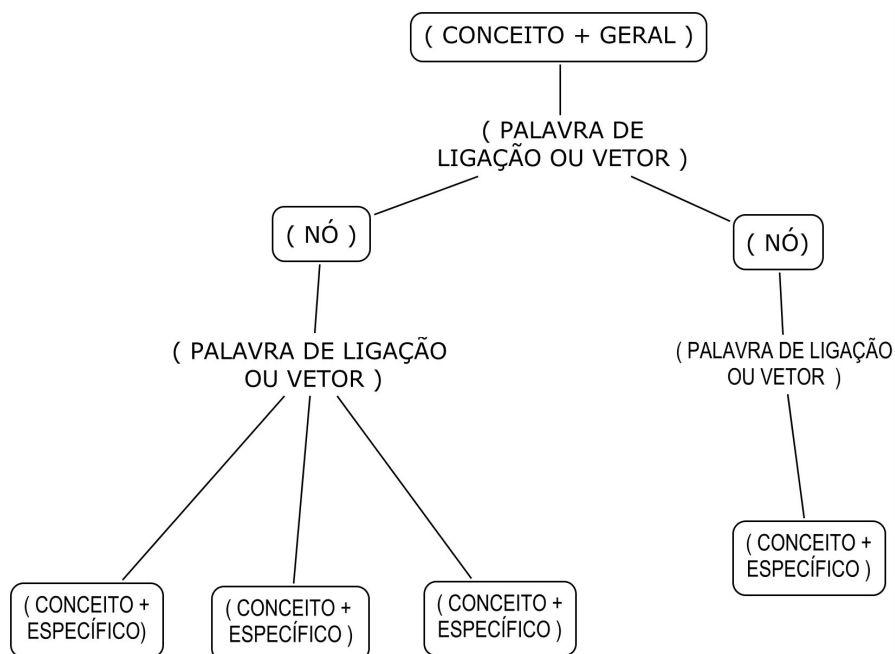 ( CONCEITO + GERAL )
( PALAVRA DE
LIGAÇÃO OU VETOR )
( NÓ )
( NÓ)
( PALAVRA DE LIGAÇÃO
OU VETOR )
( PALAVRA DE LIGAÇÃO
OU VETOR )
( CONCEITO +
ESPECÍFICO)
( CONCEITO +
ESPECÍFICO )
( CONCEITO +
ESPECÍFICO )
( CONCEITO +
ESPECÍFICO )